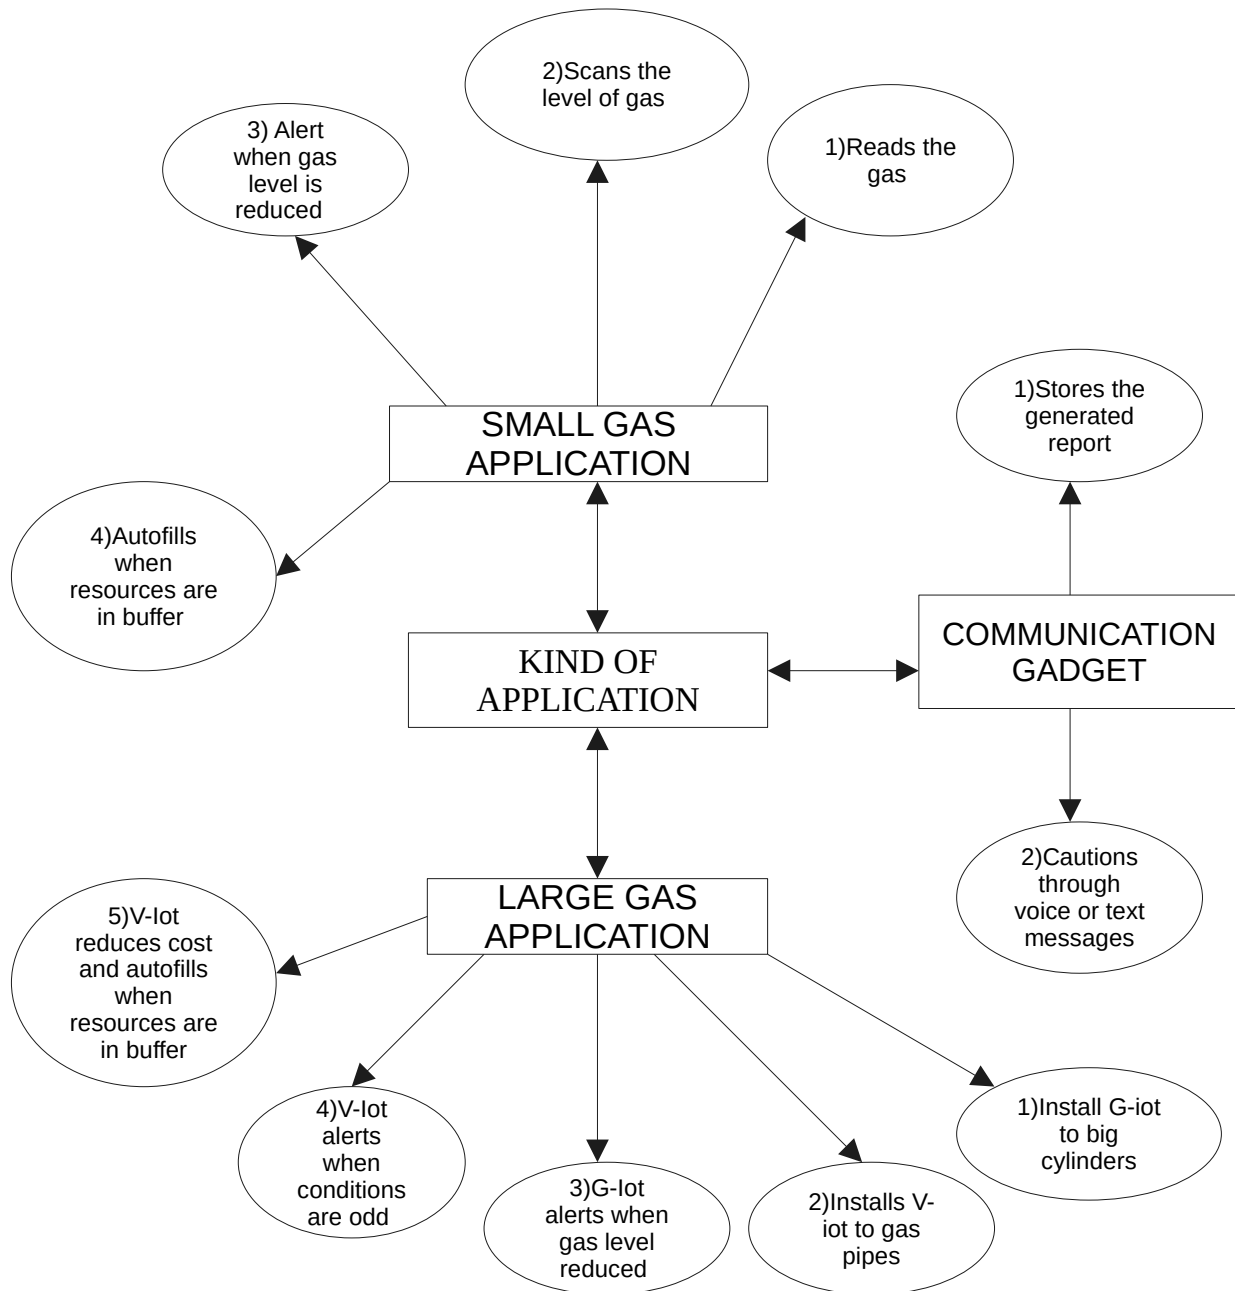 2)Scans the
level of gas
3) Alert
when gas
level is
reduced
1)Reads the
gas
1)Stores the
generated
report
SMALL GAS
APPLICATION
4)Autofills
when
resources are
in buffer
KIND OF
APPLICATION
COMMUNICATION
GADGET
2)Cautions
through
voice or text
messages
LARGE GAS
APPLICATION
5)V-Iot
reduces cost
and autofills
when
resources are
in buffer
4)V-Iot
alerts
when
conditions
are odd
3)G-Iot
alerts when
gas level
reduced
2)Installs V-
iot to gas
pipes
1)Install G-iot
to big
cylinders